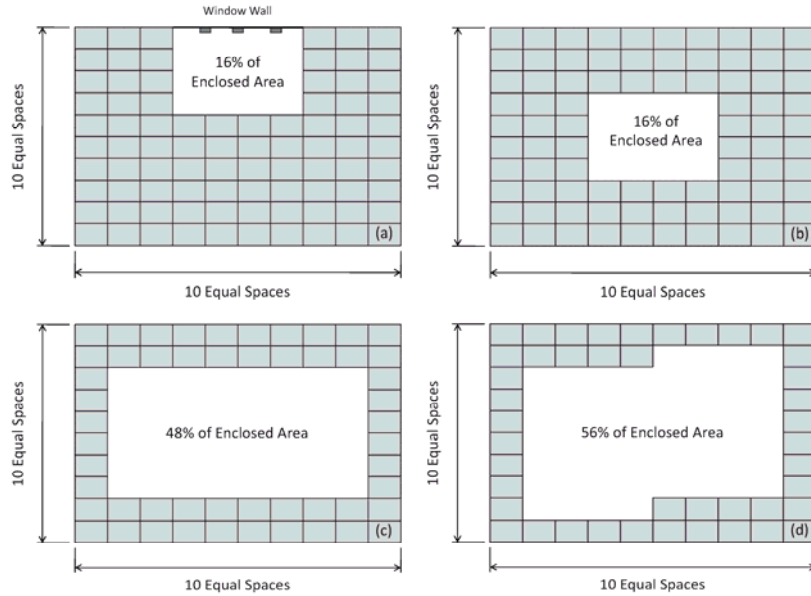 Window Wall
16% of
Enclosed Area
10 Equal Spaces
(a)
10 Equal Spaces
16% of
Enclosed Area
10 Equal Spaces
(b)
10 Equal Spaces
48% of Enclosed Area
10 Equal Spaces
(c)
10 Equal Spaces
56% of Enclosed Area
10 Equal Spaces
(d)
10 Equal Spaces